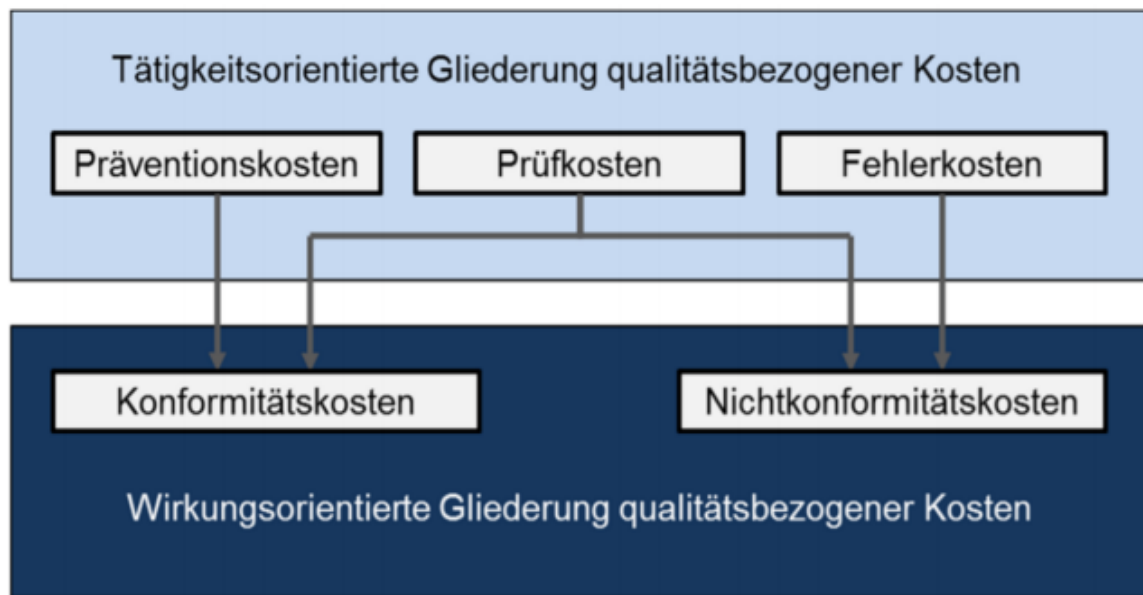 Tätigkeitsorientierte Gliederung qualitätsbezogener Kosten
Präventionskosten
Prüfkosten
Fehlerkosten
Konformitätskosten
Nichtkonformitätskosten
Wirkungsorientierte Gliederung qualitätsbezogener Kosten